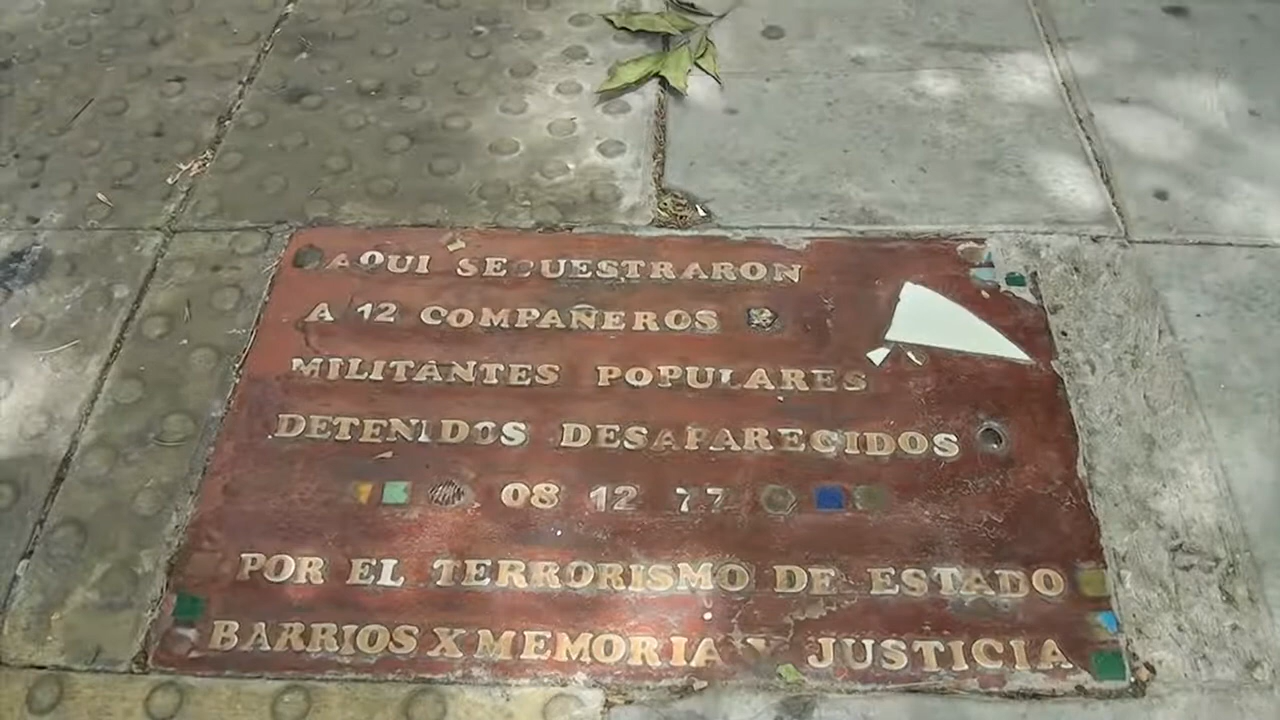 AQUI SECUESTRARON
A 12 COMPAÑEROS
MILITANTES POPULARES
DETENIDOS DESAPARECIDOS
08 12 77
POR EL TERRORISMO DE ESTADO
BARRIOS X MEMORIA Y JUSTICIA